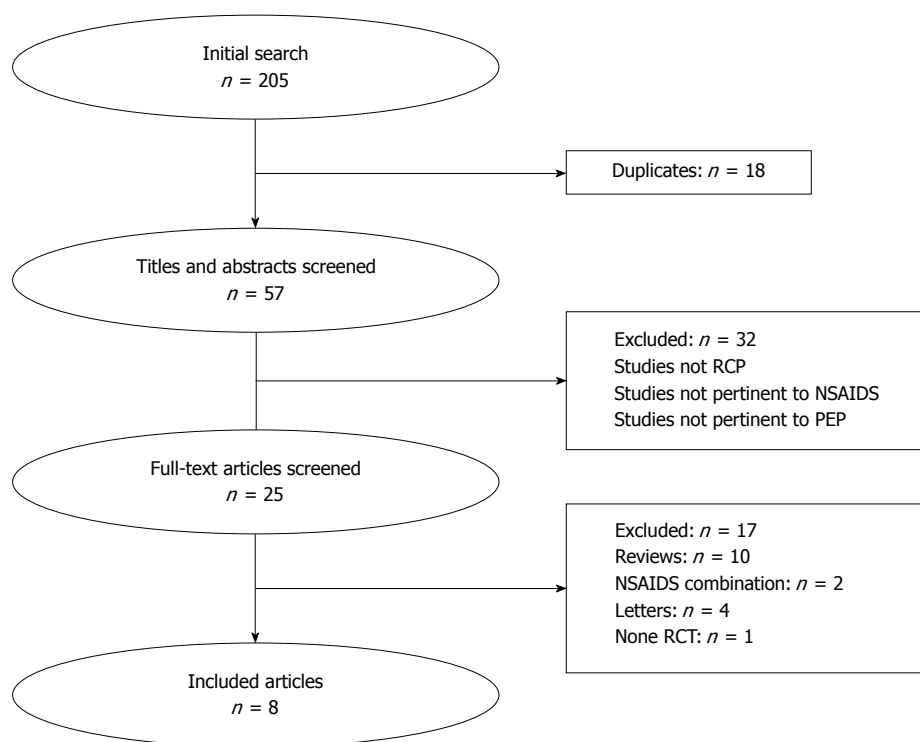 Initial search
n = 205
Duplicates: n = 18
Titles and abstracts screened
n = 57
Excluded: n = 32
Studies not RCP
Studies not pertinent to NSAIDS
Studies not pertinent to PEP
Full-text articles screened
n = 25
Excluded: n = 17
Reviews: n = 10
NSAIDS combination: n = 2
Letters: n = 4
None RCT: n = 1
Included articles
n = 8